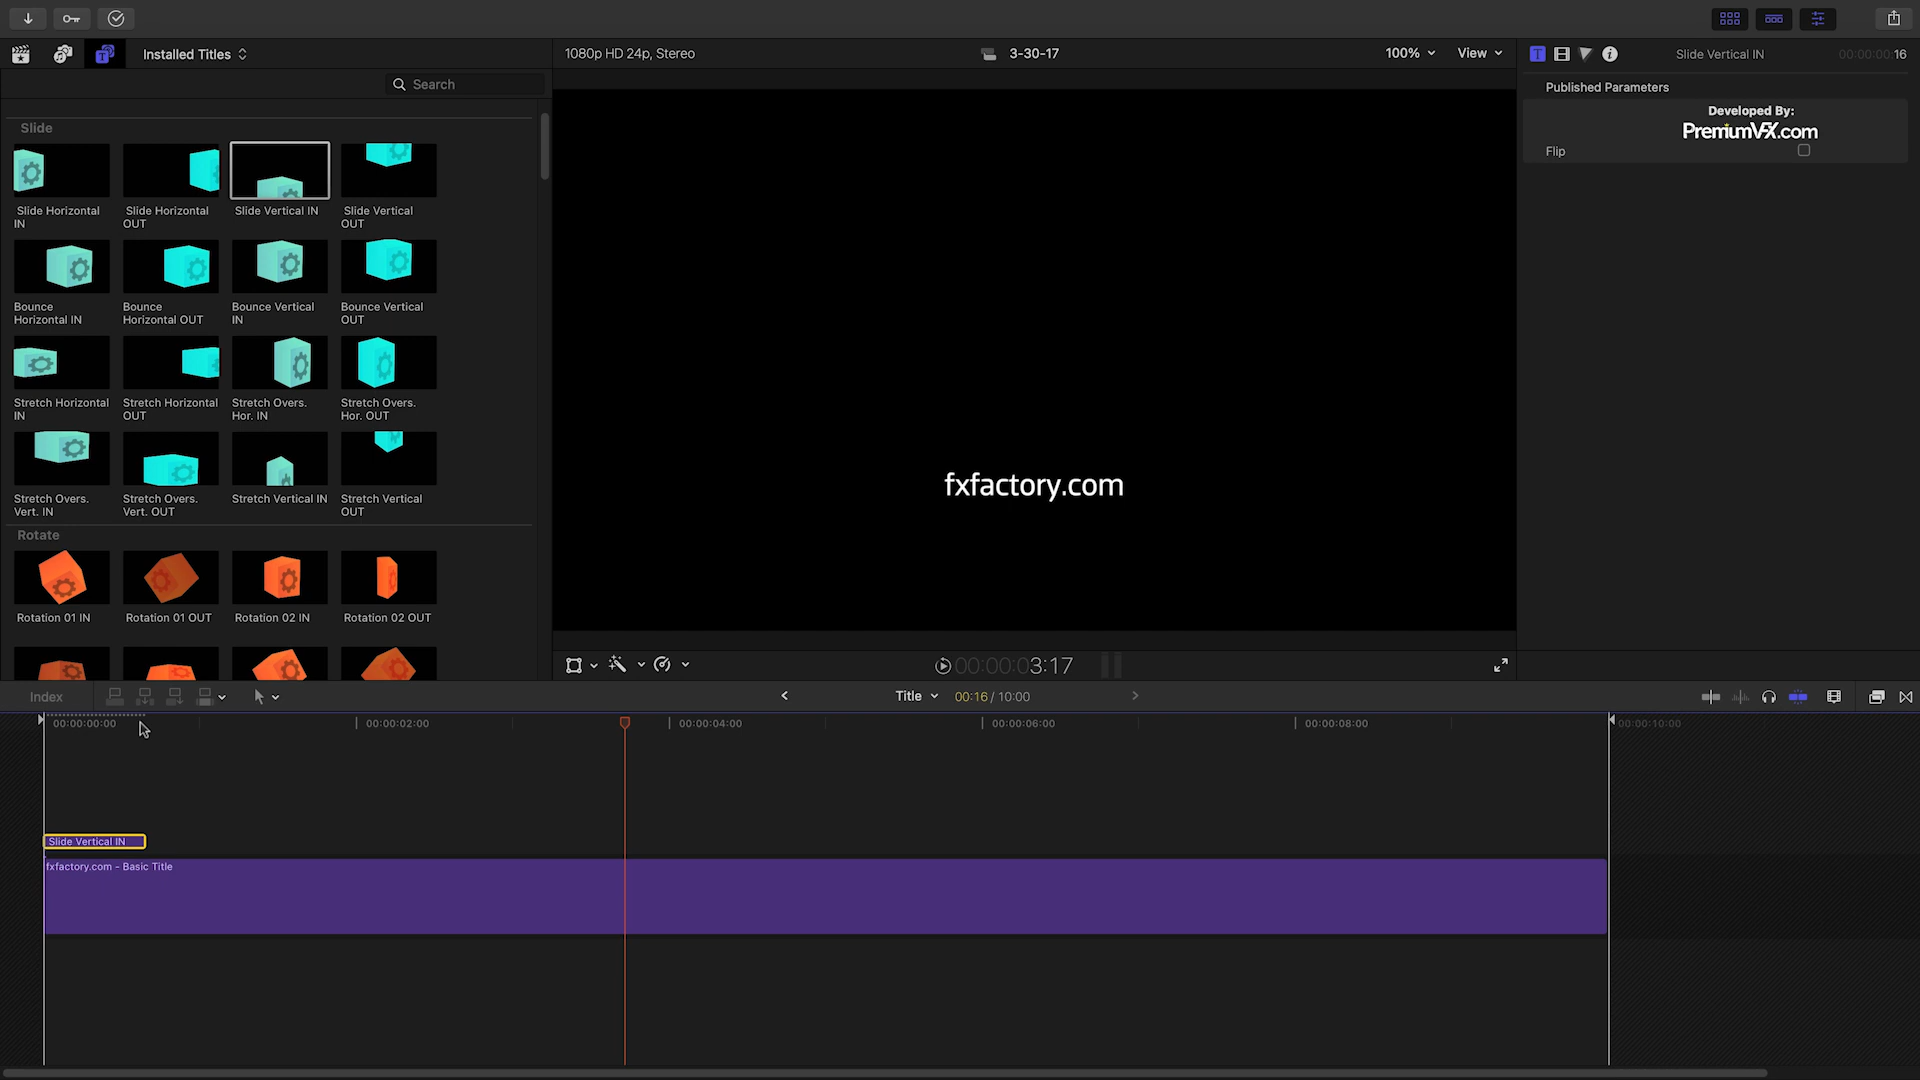 Installed Titles
1080p HD 24p, Stereo
3-30-17
100%
View
Slide Vertical IN
00:00:00:16
Search
Published Parameters
Developed By:
PremiumVX.com
Flip
Slide
Slide Horizontal IN
Slide Horizontal OUT
Slide Vertical IN
Slide Vertical OUT
Bounce Horizontal IN
Bounce Horizontal OUT
Bounce Vertical IN
Bounce Vertical OUT
Stretch Horizontal IN
Stretch Horizontal OUT
Stretch Overs. Hor. IN
Stretch Overs. Hor. OUT
Stretch Overs. Vert. IN
Stretch Overs. Vert. OUT
Stretch Vertical IN
Stretch Vertical OUT
Rotate
Rotation 01 IN
Rotation 01 OUT
Rotation 02 IN
Rotation 02 OUT
fxfactory.com
00:00:03:17
Index
Title
00:16 / 10:00
00:00:00:00
00:00:02:00
00:00:04:00
00:00:06:00
00:00:08:00
00:00:10:00
Slide Vertical IN
fxfactory.com - Basic Title